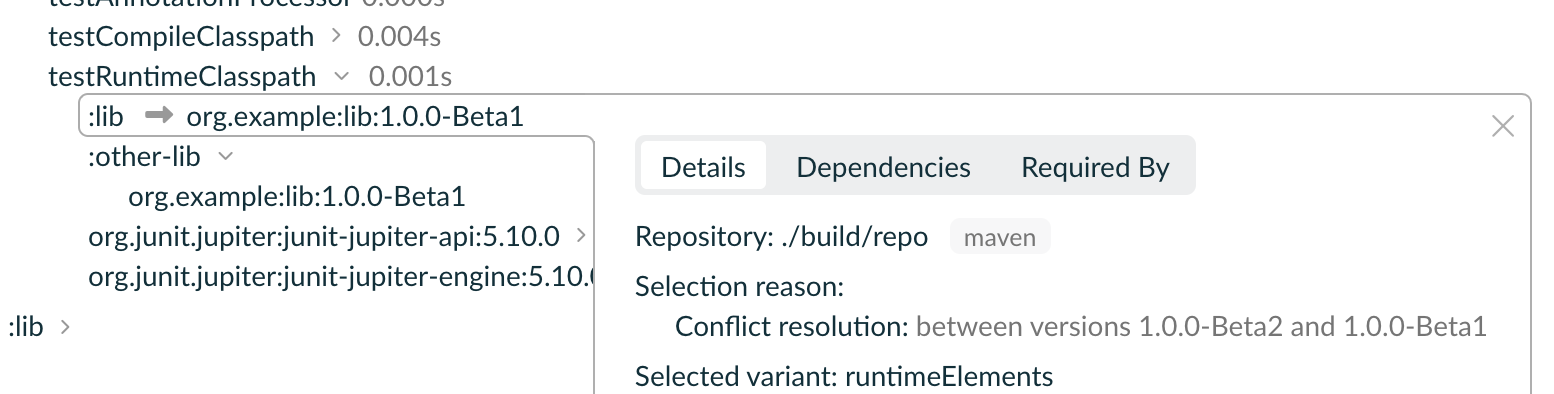 testAnnotationProcessor 0.000s
testCompileClasspath 0.004s
testRuntimeClasspath 0.001s
:lib ➡ org.example:lib:1.0.0-Beta1
:other-lib
org.example:lib:1.0.0-Beta1
org.junit.jupiter:junit-jupiter-api:5.10.0
org.junit.jupiter:junit-jupiter-engine:5.10.
:lib
Details Dependencies Required By
Repository: ./build/repo maven
Selection reason:
Conflict resolution: between versions 1.0.0-Beta2 and 1.0.0-Beta1
Selected variant: runtimeElements